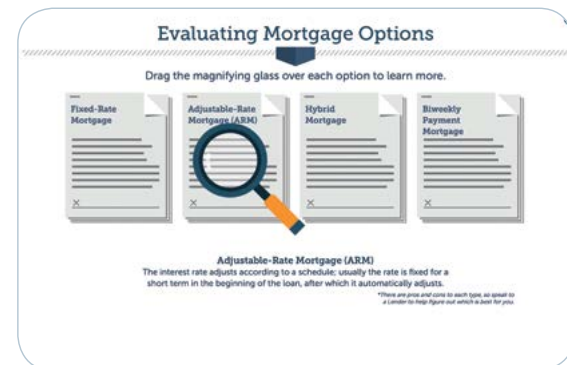 Evaluating Mortgage Options
Drag the magnifying glass over each option to learn more.
Fixed-Rate
Mortgage
Adjustable-Rate
Mortgage (ARM)
Hybrid
Mortgage
Biweekly
Payment
Mortgage
X
X
X
Adjustable-Rate Mortgage (ARM)
The interest rate adjusts according to a schedule; usually the rate is fixed for a
short term in the beginning of the loan, after which it automatically adjusts.
*There are pros and cons to each type, so speak to
a Lender to help figure out which is best for you.